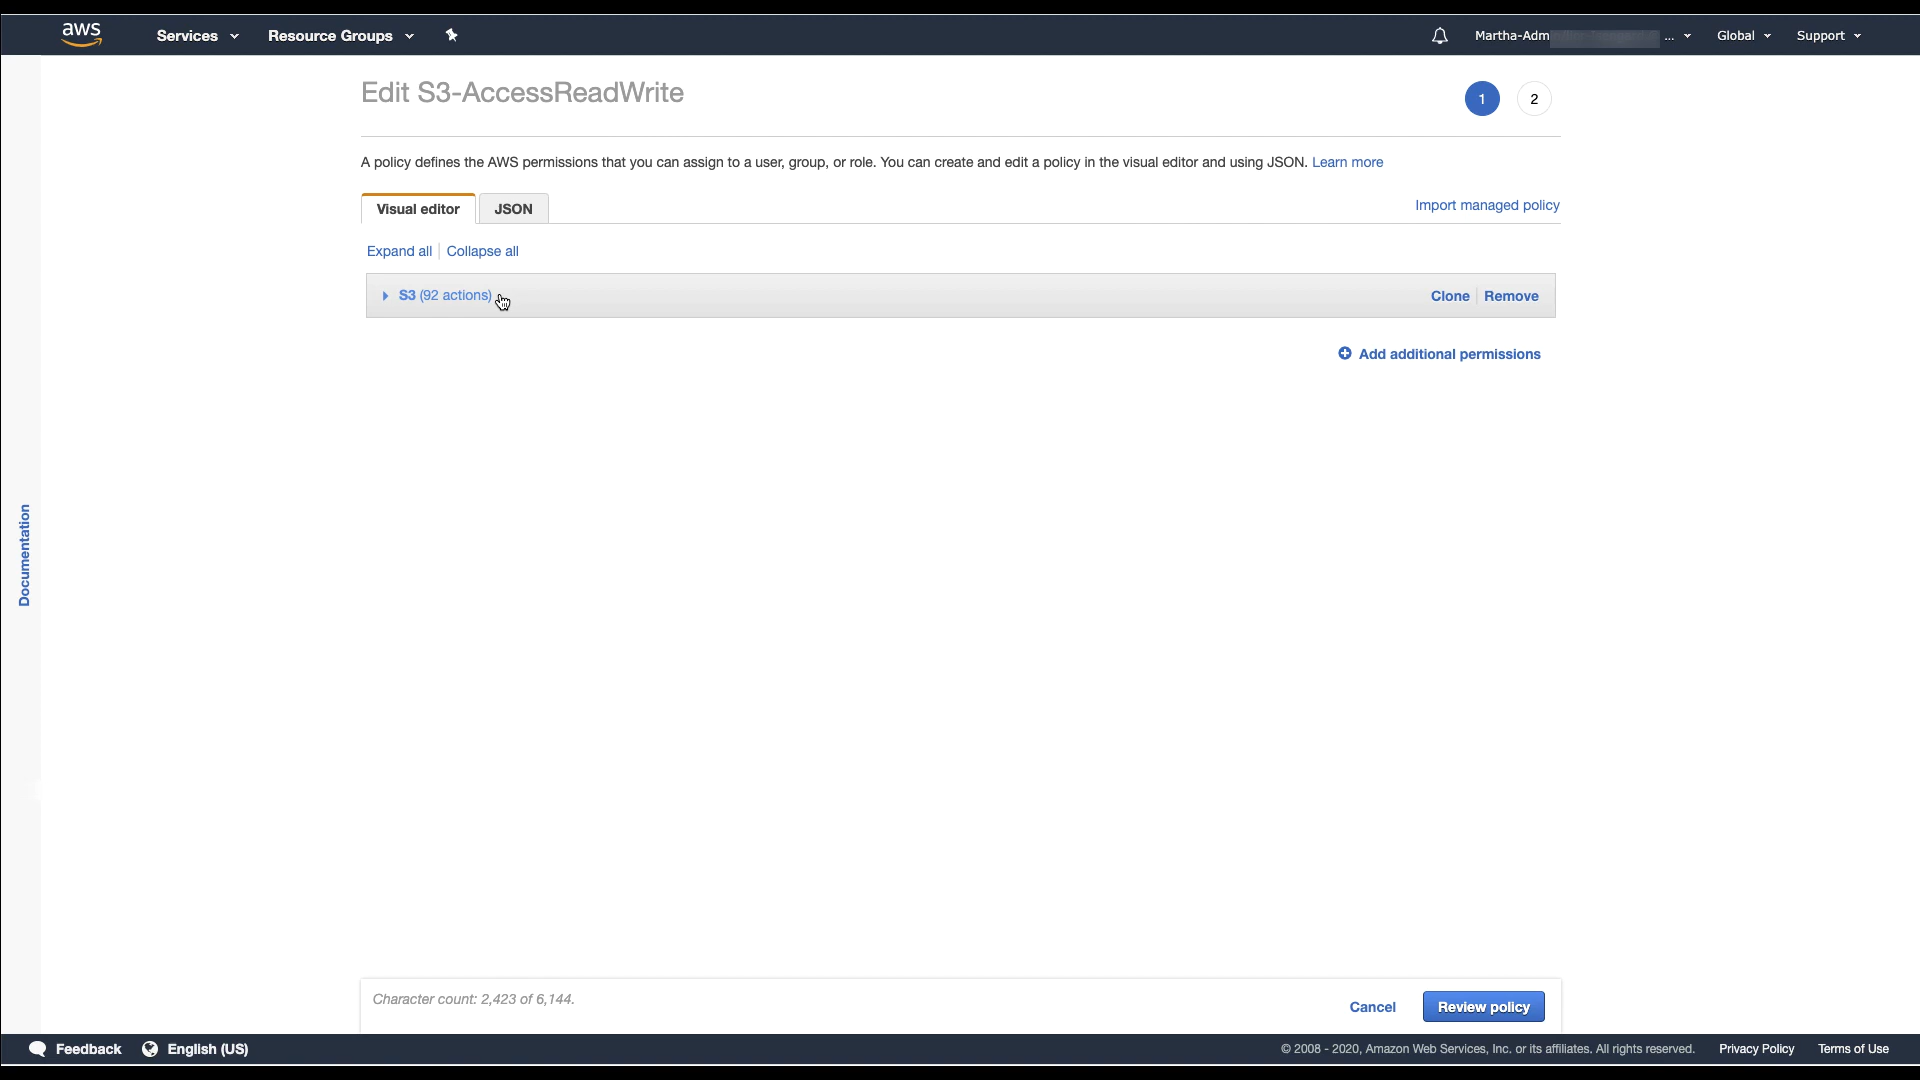 aws Services Resource Groups Martha-Adm ... Global Support
Edit S3-AccessReadWrite
1 2
A policy defines the AWS permissions that you can assign to a user, group, or role. You can create and edit a policy in the visual editor and using JSON. Learn more
Visual editor JSON Import managed policy
Expand all Collapse all
S3 (92 actions) Clone Remove
Add additional permissions
Documentation
Character count: 2,423 of 6,144.
Cancel Review policy
Feedback English (US) © 2008 - 2020, Amazon Web Services, Inc. or its affiliates. All rights reserved. Privacy Policy Terms of Use